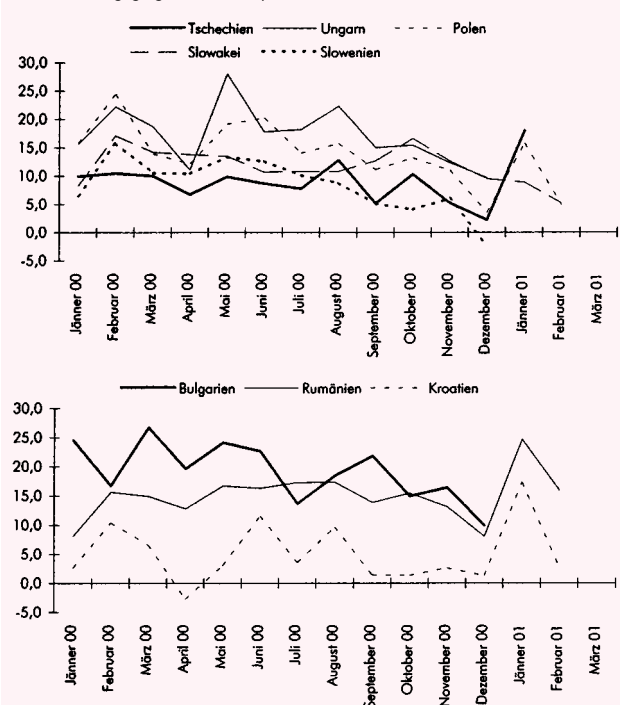 Tschechien Ungarn Polen
Slowakei Slowenien
30,0
25,0
20,0
15,0
10,0
5,0
0,0
-5,0
Jänner 00
Februar 00
März 00
April 00
Mai 00
Juni 00
Juli 00
August 00
September 00
Oktober 00
November 00
Dezember 00
Jänner 01
Februar 01
März 01
Bulgarien Rumänien Kroatien
30,0
25,0
20,0
15,0
10,0
5,0
0,0
-5,0
Jänner 00
Februar 00
März 00
April 00
Mai 00
Juni 00
Juli 00
August 00
September 00
Oktober 00
November 00
Dezember 00
Jänner 01
Februar 01
März 01